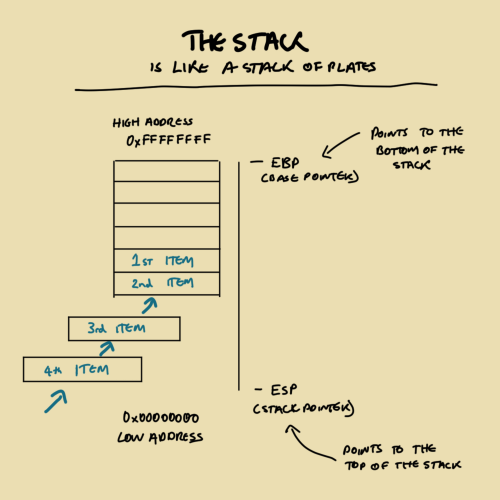 THE STACK
IS LIKE A STACK OF PLATES
HIGH ADDRESS
0xFFFFFFFF
EBP
(BASE POINTER)
POINTS TO THE
BOTTOM OF THE
STACK
1ST ITEM
2nd ITEM
3rd ITEM
4th ITEM
ESP
(STACK POINTER)
0x00000000
LOW ADDRESS
POINTS TO THE
TOP OF THE STACK